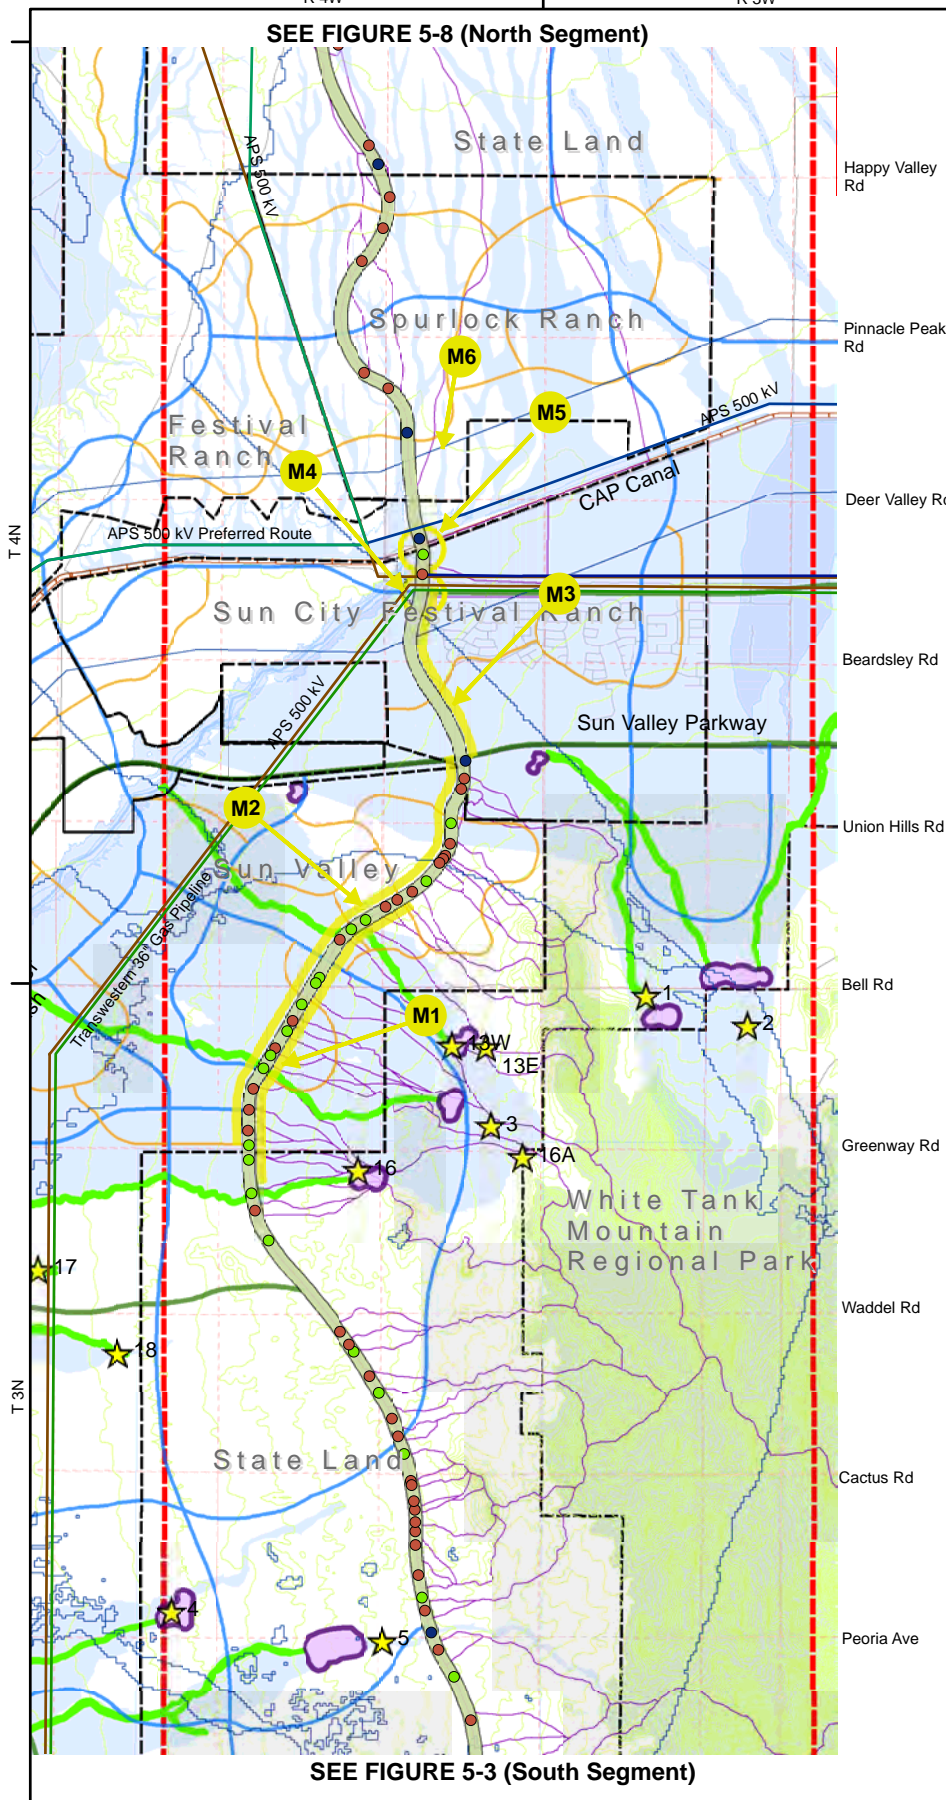 SEE FIGURE 5-8 (North Segment)
State Land
Happy Valley
Rd
APS 500 kV
Spurlock Ranch
Pinnacle Peak
Rd
M6
M5
APS 500 kV
Festival
Ranch
M4
CAP Canal
Deer Valley Rd
T 4N
APS 500 kV Preferred Route
M3
Sun City Festival Ranch
Beardsley Rd
APS 500 kV
Sun Valley Parkway
M2
Union Hills Rd
Sun Valley
Transwestern 36" Gas Pipeline
Bell Rd
1
M1
2
13W
13E
3
Greenway Rd
16A
16
White Tank
Mountain
Regional Park
17
Waddel Rd
18
T 3N
State Land
Cactus Rd
4
5
Peoria Ave
SEE FIGURE 5-3 (South Segment)